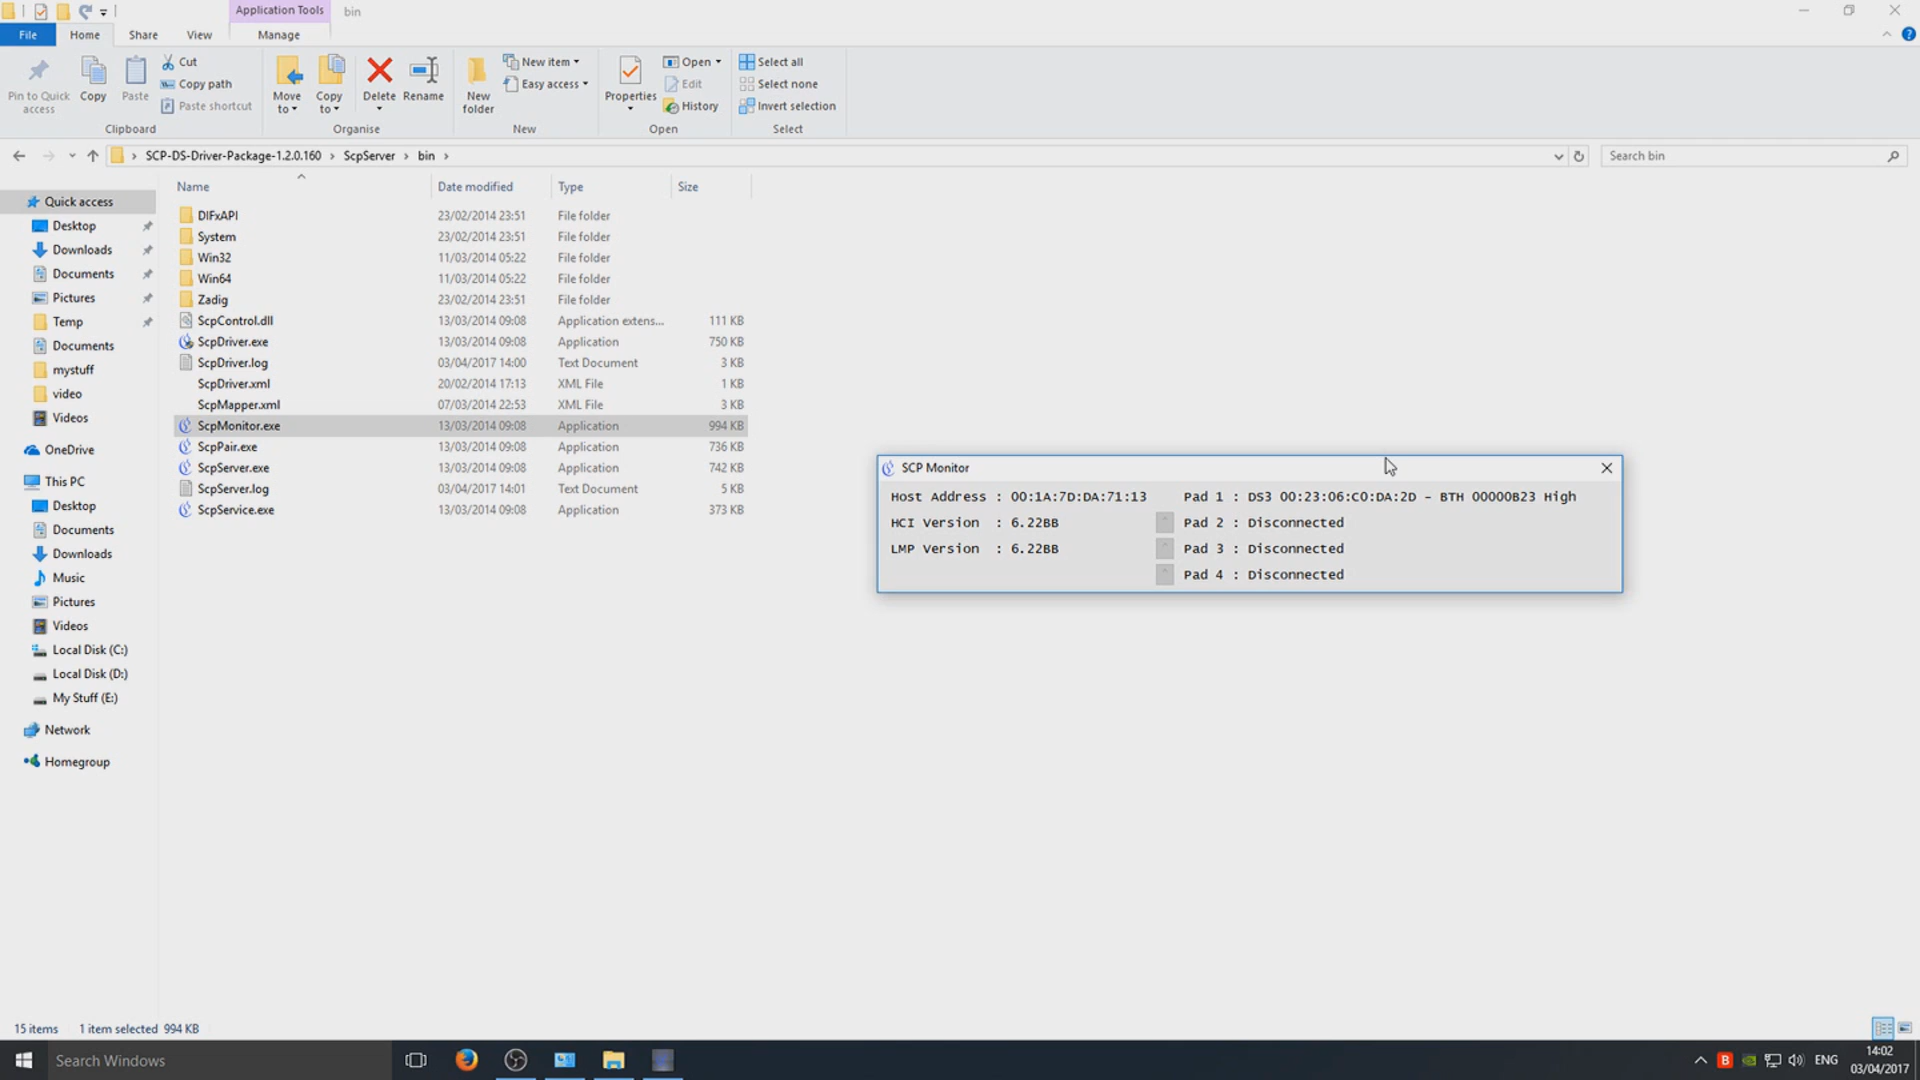 Application Tools
bin
File
Home
Share
View
Manage
Pin to Quick access
Copy
Paste
Cut
Copy path
Paste shortcut
Clipboard
Move to
Copy to
Delete
Rename
Organise
New folder
New item
Easy access
New
Properties
Open
Edit
History
Open
Select all
Select none
Invert selection
Select
SCP-DS-Driver-Package-1.2.0.160 › ScpServer › bin ›
Search bin
Name Date modified Type Size
Quick access
Desktop
Downloads
Documents
Pictures
Temp
Documents
mystuff
video
Videos
OneDrive
This PC
Desktop
Documents
Downloads
Music
Pictures
Videos
Local Disk (C:)
Local Disk (D:)
My Stuff (E:)
Network
Homegroup
DIFxAPI 23/02/2014 23:51 File folder
System 23/02/2014 23:51 File folder
Win32 11/03/2014 05:22 File folder
Win64 11/03/2014 05:22 File folder
Zadig 23/02/2014 23:51 File folder
ScpControl.dll 13/03/2014 09:08 Application extens... 111 KB
ScpDriver.exe 13/03/2014 09:08 Application 750 KB
ScpDriver.log 03/04/2017 14:00 Text Document 3 KB
ScpDriver.xml 20/02/2014 17:13 XML File 1 KB
ScpMapper.xml 07/03/2014 22:53 XML File 3 KB
ScpMonitor.exe 13/03/2014 09:08 Application 994 KB
ScpPair.exe 13/03/2014 09:08 Application 736 KB
ScpServer.exe 13/03/2014 09:08 Application 742 KB
ScpServer.log 03/04/2017 14:01 Text Document 5 KB
ScpService.exe 13/03/2014 09:08 Application 373 KB
SCP Monitor
Host Address : 00:1A:7D:DA:71:13 Pad 1 : DS3 00:23:06:C0:DA:2D - BTH 00000B23 High
HCI Version : 6.22BB Pad 2 : Disconnected
LMP Version : 6.22BB Pad 3 : Disconnected
Pad 4 : Disconnected
15 items 1 item selected 994 KB
Search Windows
B
ENG
14:02
03/04/2017